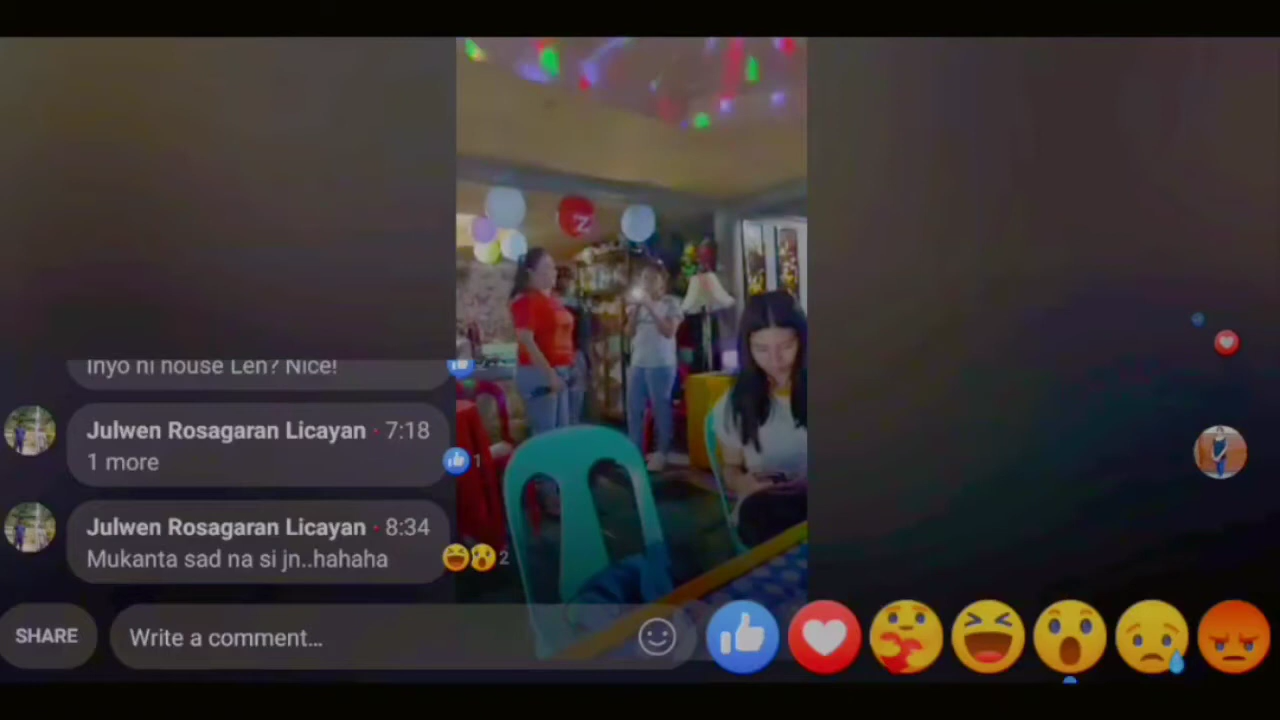 Inyo ni house Len? Nice!
2
Julwen Rosagaran Licayan · 7:18
1 more
1
Julwen Rosagaran Licayan · 8:34
Mukanta sad na si jn..hahaha
2
SHARE
Write a comment...
Z